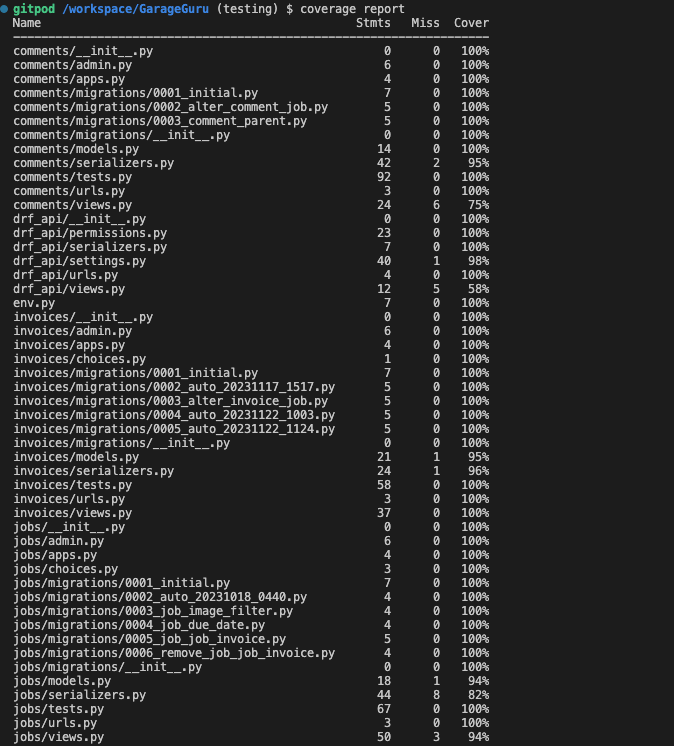 gitpod /workspace/GarageGuru (testing) $ coverage report
Name                                            Stmts   Miss  Cover
-------------------------------------------------------------------
comments/__init__.py                                0      0   100%
comments/admin.py                                   6      0   100%
comments/apps.py                                    4      0   100%
comments/migrations/0001_initial.py                 7      0   100%
comments/migrations/0002_alter_comment_job.py       5      0   100%
comments/migrations/0003_comment_parent.py          5      0   100%
comments/migrations/__init__.py                     0      0   100%
comments/models.py                                 14      0   100%
comments/serializers.py                            42      2    95%
comments/tests.py                                  92      0   100%
comments/urls.py                                    3      0   100%
comments/views.py                                  24      6    75%
drf_api/__init__.py                                 0      0   100%
drf_api/permissions.py                             23      0   100%
drf_api/serializers.py                              7      0   100%
drf_api/settings.py                                40      1    98%
drf_api/urls.py                                     4      0   100%
drf_api/views.py                                   12      5    58%
env.py                                              7      0   100%
invoices/__init__.py                                0      0   100%
invoices/admin.py                                   6      0   100%
invoices/apps.py                                    4      0   100%
invoices/choices.py                                 1      0   100%
invoices/migrations/0001_initial.py                 7      0   100%
invoices/migrations/0002_auto_20231117_1517.py      5      0   100%
invoices/migrations/0003_alter_invoice_job.py       5      0   100%
invoices/migrations/0004_auto_20231122_1003.py      5      0   100%
invoices/migrations/0005_auto_20231122_1124.py      5      0   100%
invoices/migrations/__init__.py                     0      0   100%
invoices/models.py                                 21      1    95%
invoices/serializers.py                            24      1    96%
invoices/tests.py                                  58      0   100%
invoices/urls.py                                    3      0   100%
invoices/views.py                                  37      0   100%
jobs/__init__.py                                    0      0   100%
jobs/admin.py                                       6      0   100%
jobs/apps.py                                        4      0   100%
jobs/choices.py                                     3      0   100%
jobs/migrations/0001_initial.py                     7      0   100%
jobs/migrations/0002_auto_20231018_0440.py          4      0   100%
jobs/migrations/0003_job_image_filter.py            4      0   100%
jobs/migrations/0004_job_due_date.py                4      0   100%
jobs/migrations/0005_job_job_invoice.py             5      0   100%
jobs/migrations/0006_remove_job_job_invoice.py      4      0   100%
jobs/migrations/__init__.py                         0      0   100%
jobs/models.py                                     18      1    94%
jobs/serializers.py                                44      8    82%
jobs/tests.py                                      67      0   100%
jobs/urls.py                                        3      0   100%
jobs/views.py                                      50      3    94%